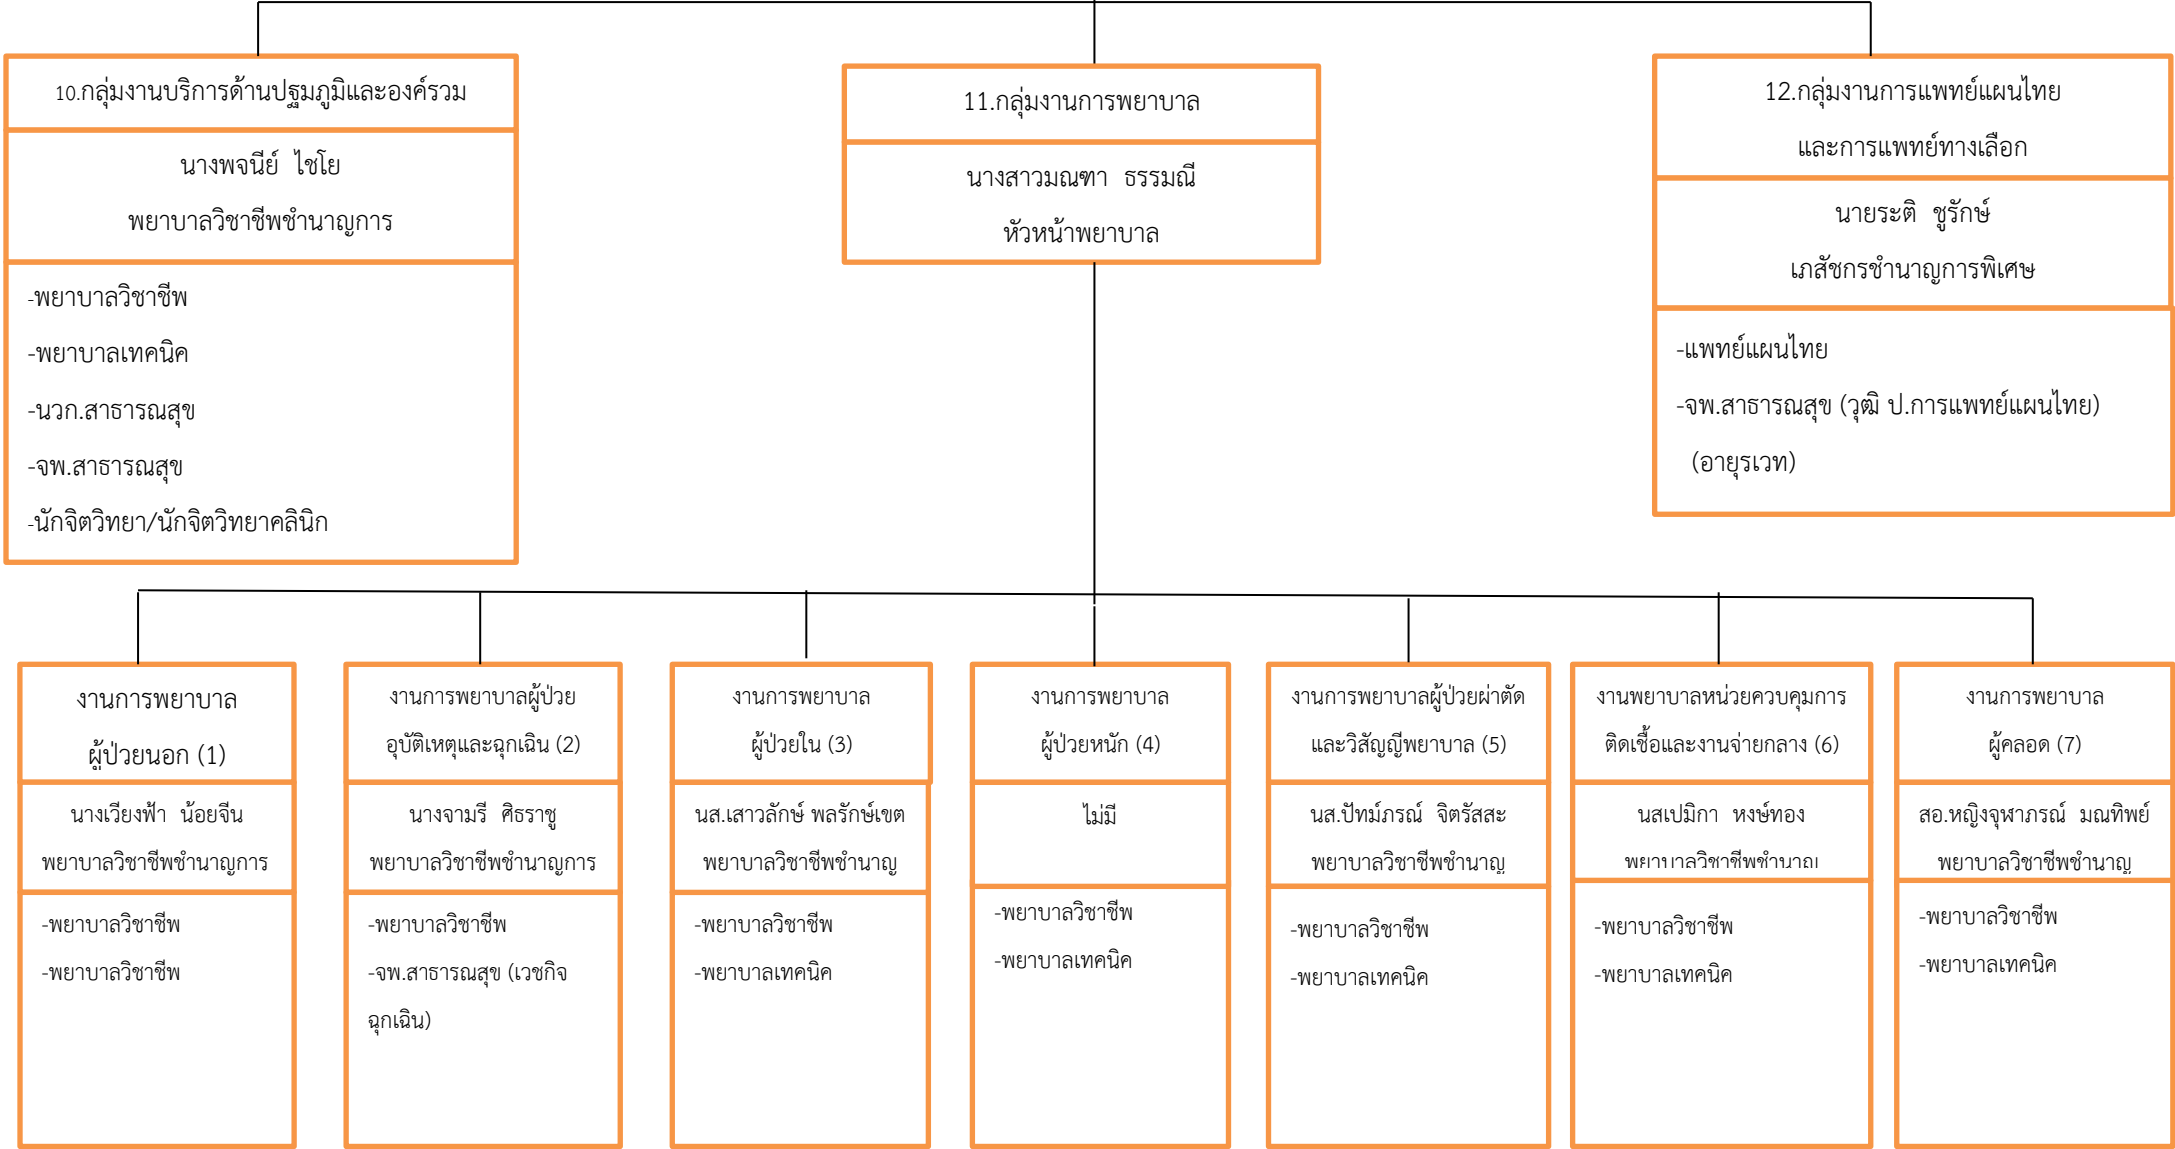 10.กลุ่มงานบริการด้านปฐมภูมิและองค์รวม
นางพจนีย์ ไชโย
พยาบาลวิชาชีพชำนาญการ
-พยาบาลวิชาชีพ
-พยาบาลเทคนิค
-นวก.สาธารณสุข
-จพ.สาธารณสุข
-นักจิตวิทยา/นักจิตวิทยาคลินิก
11.กลุ่มงานการพยาบาล
นางสาวมณฑา ธรรมณี
หัวหน้าพยาบาล
12.กลุ่มงานการแพทย์แผนไทย
และการแพทย์ทางเลือก
นายระติ ชูรักษ์
เภสัชกรชำนาญการพิเศษ
-แพทย์แผนไทย
-จพ.สาธารณสุข (วุฒิ ป.การแพทย์แผนไทย)
(อายุรเวท)
งานการพยาบาล
ผู้ป่วยนอก (1)
นางเวียงฟ้า น้อยจีน
พยาบาลวิชาชีพชำนาญการ
-พยาบาลวิชาชีพ
-พยาบาลวิชาชีพ
งานการพยาบาลผู้ป่วย
อุบัติเหตุและฉุกเฉิน (2)
นางจามรี ศิธราชู
พยาบาลวิชาชีพชำนาญการ
-พยาบาลวิชาชีพ
-จพ.สาธารณสุข (เวชกิจ
ฉุกเฉิน)
งานการพยาบาล
ผู้ป่วยใน (3)
นส.เสาวลักษ์ พลรักษ์เขต
พยาบาลวิชาชีพชำนาญ
-พยาบาลวิชาชีพ
-พยาบาลเทคนิค
งานการพยาบาล
ผู้ป่วยหนัก (4)
ไม่มี
-พยาบาลวิชาชีพ
-พยาบาลเทคนิค
งานการพยาบาลผู้ป่วยผ่าตัด
และวิสัญญีพยาบาล (5)
นส.ปัทม์ภรณ์ จิตรัสสะ
พยาบาลวิชาชีพชำนาญ
-พยาบาลวิชาชีพ
-พยาบาลเทคนิค
งานพยาบาลหน่วยควบคุมการ
ติดเชื้อและงานจ่ายกลาง (6)
นสเปมิกา หงษ์ทอง
พยาบาลวิชาชีพชำนาญ
-พยาบาลวิชาชีพ
-พยาบาลเทคนิค
งานการพยาบาล
ผู้คลอด (7)
สอ.หญิงจุฬาภรณ์ มณทิพย์
พยาบาลวิชาชีพชำนาญ
-พยาบาลวิชาชีพ
-พยาบาลเทคนิค